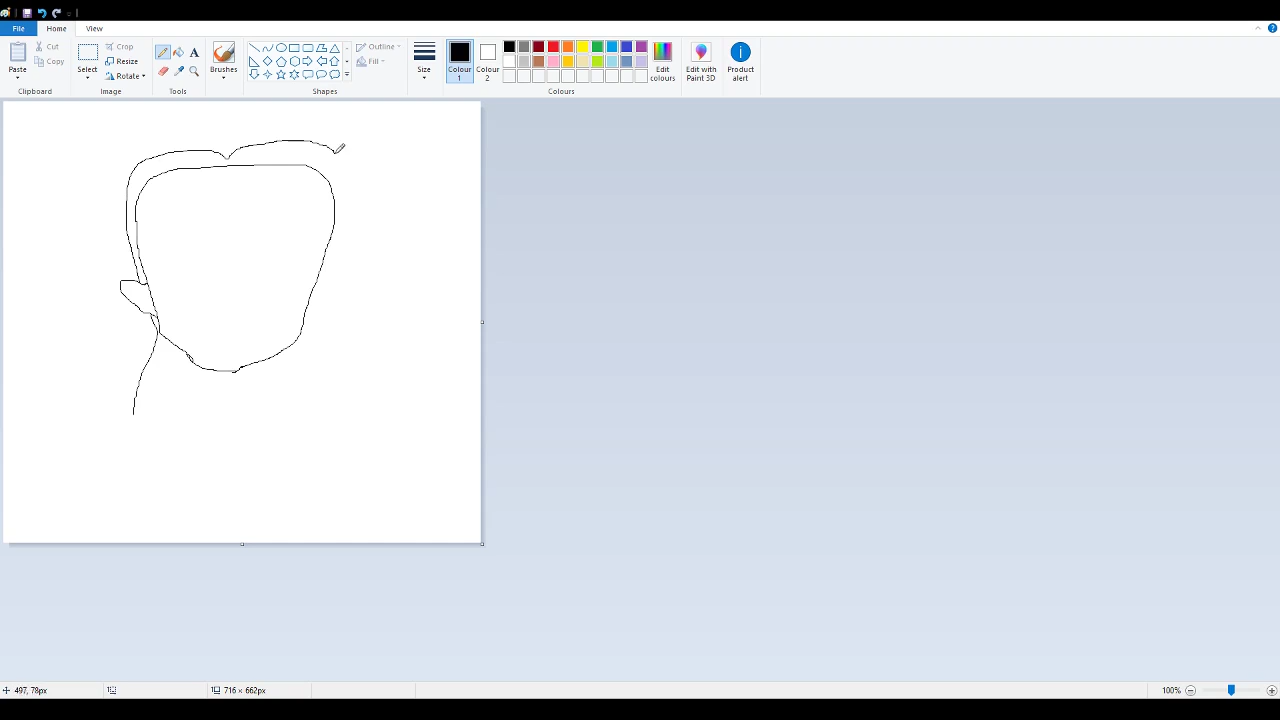 File Home View
Paste Cut Copy Select Crop Resize Rotate A Brushes Outline Fill Size Colour 1 Colour 2 Edit colours Edit with Paint 3D Product alert
Clipboard Image Tools Shapes Colours
497, 78px 716 × 662px 100%